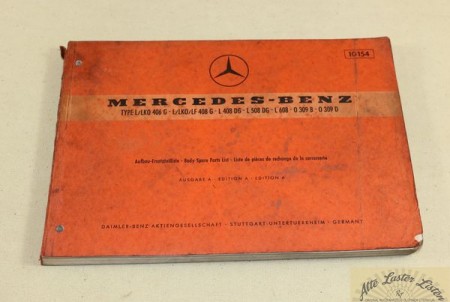 10154
MERCEDES-BENZ
TYPE L/LKO 406 G - L/LKO/LF 408 G - L 406 DG - L 508 DG - L 608 - O 309 B - O 309 D
Aufbau-Ersatzteilliste - Body Spare Parts List - Liste de pièces de rechange de la carrosserie
AUSGABE A - EDITION A - EDITION A
DAIMLER-BENZ AKTIENGESELLSCHAFT - STUTTGART-UNTERTUERKHEIM - GERMANY
Alte Laster Listen